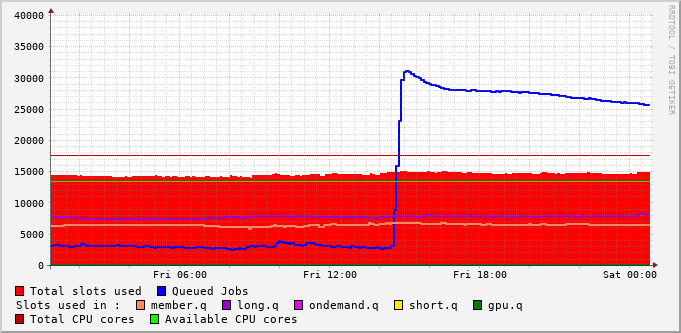 40000
35000
30000
25000
20000
15000
10000
5000
0
Fri 06:00 Fri 12:00 Fri 18:00 Sat 00:00
Total slots used Queued Jobs
Slots used in : member.q long.q ondemand.q short.q gpu.q
Total CPU cores Available CPU cores
RRDTOOL / TOBI OETIKER